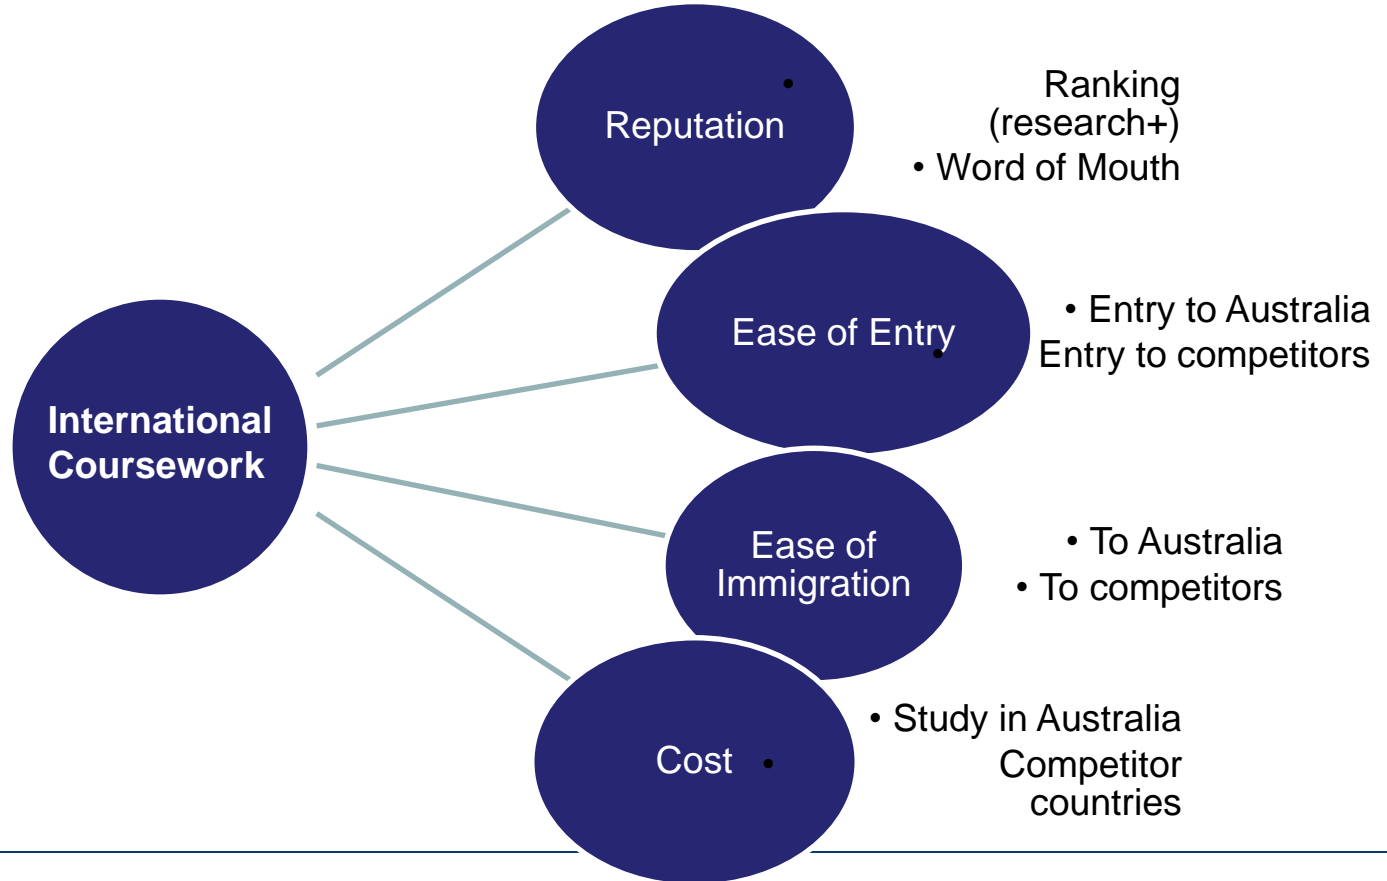 International
Coursework
Reputation
Ranking
(research+)
• Word of Mouth
Ease of Entry
• Entry to Australia
• Entry to competitors
Ease of
Immigration
• To Australia
• To competitors
Cost
• Study in Australia
• Competitor
countries